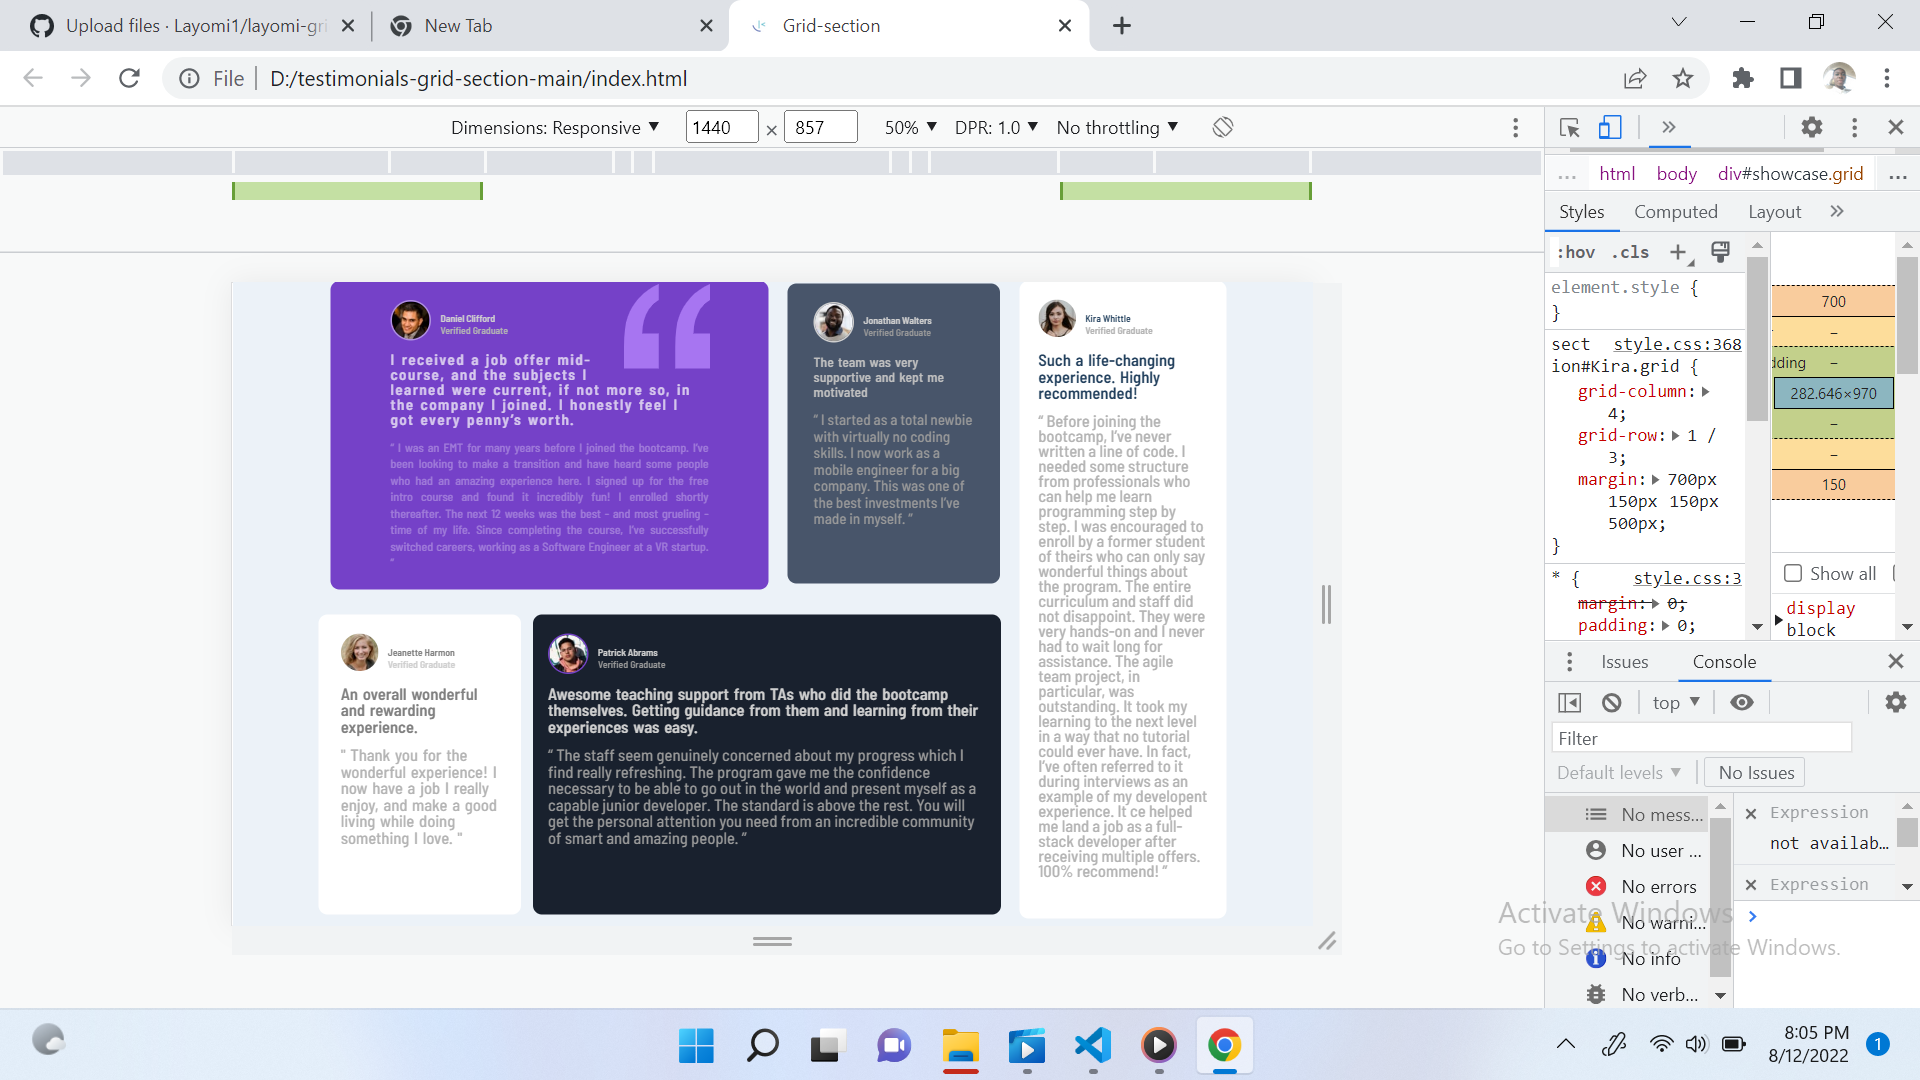 Upload files · Layomi1/layomi-gri
New Tab
Grid-section
File
D:/testimonials-grid-section-main/index.html
Dimensions: Responsive ▼
1440 × 857
50% ▼
DPR: 1.0 ▼
No throttling ▼
Daniel Clifford
Verified Graduate
I received a job offer mid-
course, and the subjects I
learned were current, if not more so, in
the company I joined. I honestly feel I
got every penny's worth.
“ I was an EMT for many years before I joined the bootcamp. I've
been looking to make a transition and have heard some people
who had an amazing experience here. I signed up for the free
intro course and found it incredibly fun! I enrolled shortly
thereafter. The next 12 weeks was the best - and most grueling -
time of my life. Since completing the course, I've successfully
switched careers, working as a Software Engineer at a VR startup.
“
Jonathan Walters
Verified Graduate
The team was very
supportive and kept me
motivated
“ I started as a total newbie
with virtually no coding
skills. I now work as a
mobile engineer for a big
company. This was one of
the best investments I've
made in myself. ”
Kira Whittle
Verified Graduate
Such a life-changing
experience. Highly
recommended!
“ Before joining the
bootcamp, I've never
written a line of code. I
needed some structure
from professionals who
can help me learn
programming step by
step. I was encouraged to
enroll by a former student
of theirs who can only say
wonderful things about
the program. The entire
curriculum and staff did
not disappoint. They were
very hands-on and I never
had to wait long for
assistance. The agile
team project, in
particular, was
outstanding. It took my
learning to the next level
in a way that no tutorial
could ever have. In fact,
I've often referred to it
during interviews as an
example of my developent
experience. It ce helped
me land a job as a full-
stack developer after
receiving multiple offers.
100% recommend! “
Jeanette Harmon
Verified Graduate
An overall wonderful
and rewarding
experience.
" Thank you for the
wonderful experience! I
now have a job I really
enjoy, and make a good
living while doing
something I love. "
Patrick Abrams
Verified Graduate
Awesome teaching support from TAs who did the bootcamp
themselves. Getting guidance from them and learning from their
experiences was easy.
“ The staff seem genuinely concerned about my progress which I
find really refreshing. The program gave me the confidence
necessary to be able to go out in the world and present myself as a
capable junior developer. The standard is above the rest. You will
get the personal attention you need from an incredible community
of smart and amazing people. “
... html body div#showcase.grid ...
Styles Computed Layout »
:hov .cls +
element.style {
}
sect style.css:368
ion#Kira.grid {
grid-column:
4;
grid-row: 1 /
3;
margin: 700px
150px 150px
500px;
}
* { style.css:3
margin: 0;
padding: 0;
700
–
dding –
282.646×970
–
–
150
Show all
display
block
Issues
Console
top ▼
Filter
Default levels ▼
No Issues
No mess...
No user ...
No errors
No warni...
No info
No verb...
Expression
not availab...
Expression
Activate Windows
Go to Settings to activate Windows.
8:05 PM
8/12/2022
1